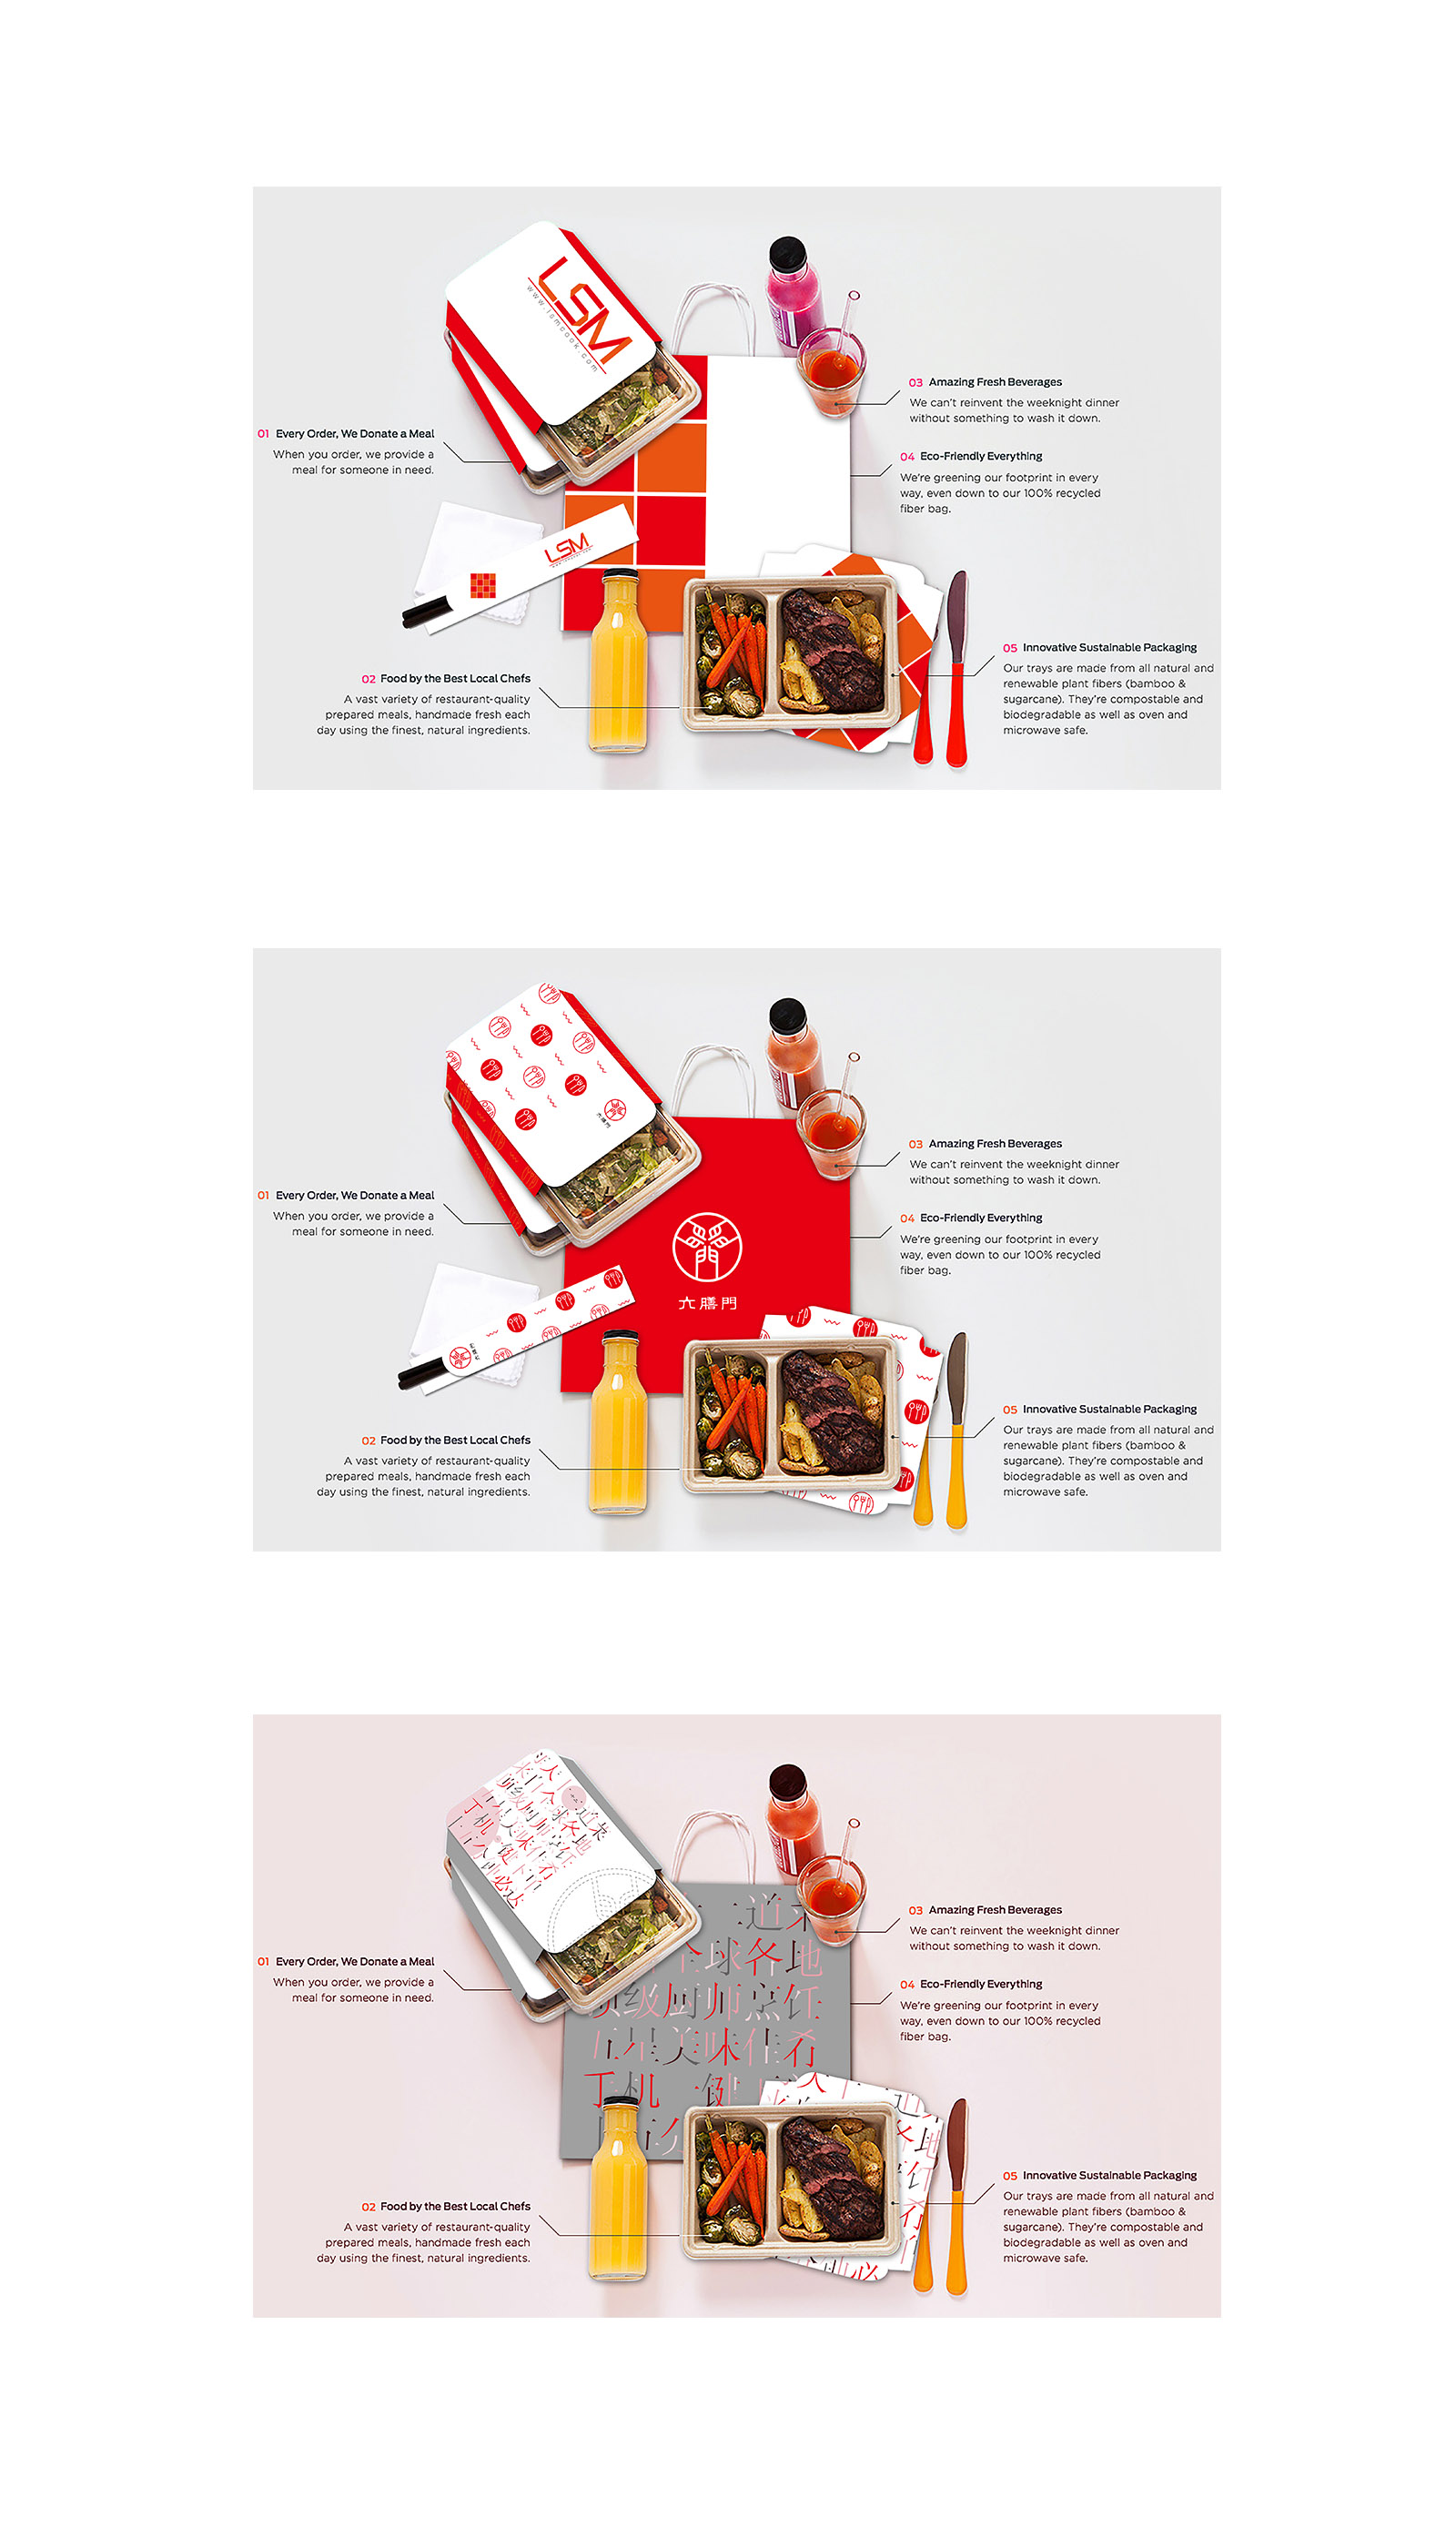 LSM
www.lsmcook.com
03 Amazing Fresh Beverages
We can't reinvent the weeknight dinner
without something to wash it down.
01 Every Order, We Donate a Meal
When you order, we provide a
meal for someone in need.
04 Eco-Friendly Everything
We're greening our footprint in every
way, even down to our 100% recycled
fiber bag.
LSM
05 Innovative Sustainable Packaging
Our trays are made from all natural and
renewable plant fibers (bamboo &
sugarcane). They're compostable and
biodegradable as well as oven and
microwave safe.
02 Food by the Best Local Chefs
A vast variety of restaurant-quality
prepared meals, handmade fresh each
day using the finest, natural ingredients.
六膳門
03 Amazing Fresh Beverages
We can't reinvent the weeknight dinner
without something to wash it down.
01 Every Order, We Donate a Meal
When you order, we provide a
meal for someone in need.
04 Eco-Friendly Everything
We're greening our footprint in every
way, even down to our 100% recycled
fiber bag.
六膳門
六膳門
05 Innovative Sustainable Packaging
Our trays are made from all natural and
renewable plant fibers (bamboo &
sugarcane). They're compostable and
biodegradable as well as oven and
microwave safe.
02 Food by the Best Local Chefs
A vast variety of restaurant-quality
prepared meals, handmade fresh each
day using the finest, natural ingredients.
道来
全球各地
顶级厨师烹饪
五星美味佳肴
手机一键
03 Amazing Fresh Beverages
We can't reinvent the weeknight dinner
without something to wash it down.
01 Every Order, We Donate a Meal
When you order, we provide a
meal for someone in need.
04 Eco-Friendly Everything
We're greening our footprint in every
way, even down to our 100% recycled
fiber bag.
05 Innovative Sustainable Packaging
Our trays are made from all natural and
renewable plant fibers (bamboo &
sugarcane). They're compostable and
biodegradable as well as oven and
microwave safe.
02 Food by the Best Local Chefs
A vast variety of restaurant-quality
prepared meals, handmade fresh each
day using the finest, natural ingredients.